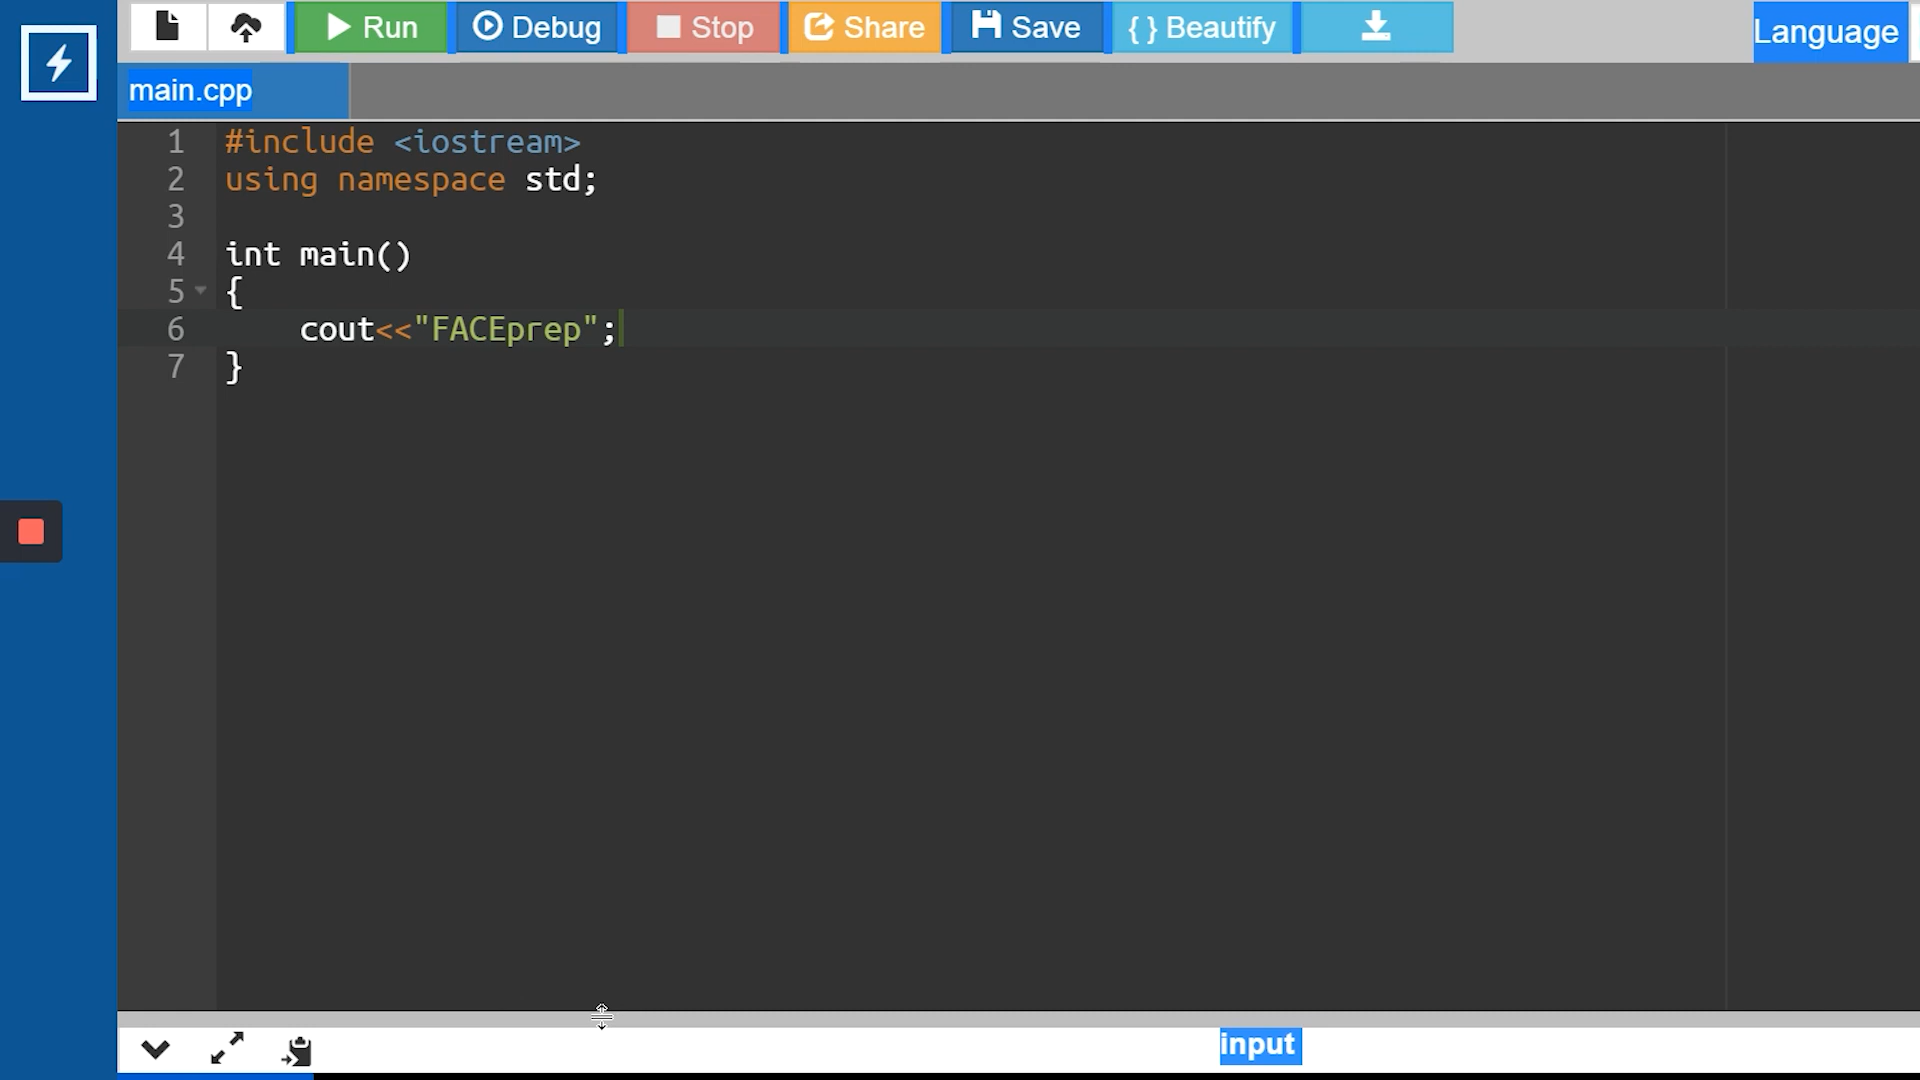 Run Debug Stop Share Save { } Beautify Language
main.cpp
1 #include <iostream>
2 using namespace std;
3
4 int main()
5 {
6 cout<<"FACEprep";
7 }
input